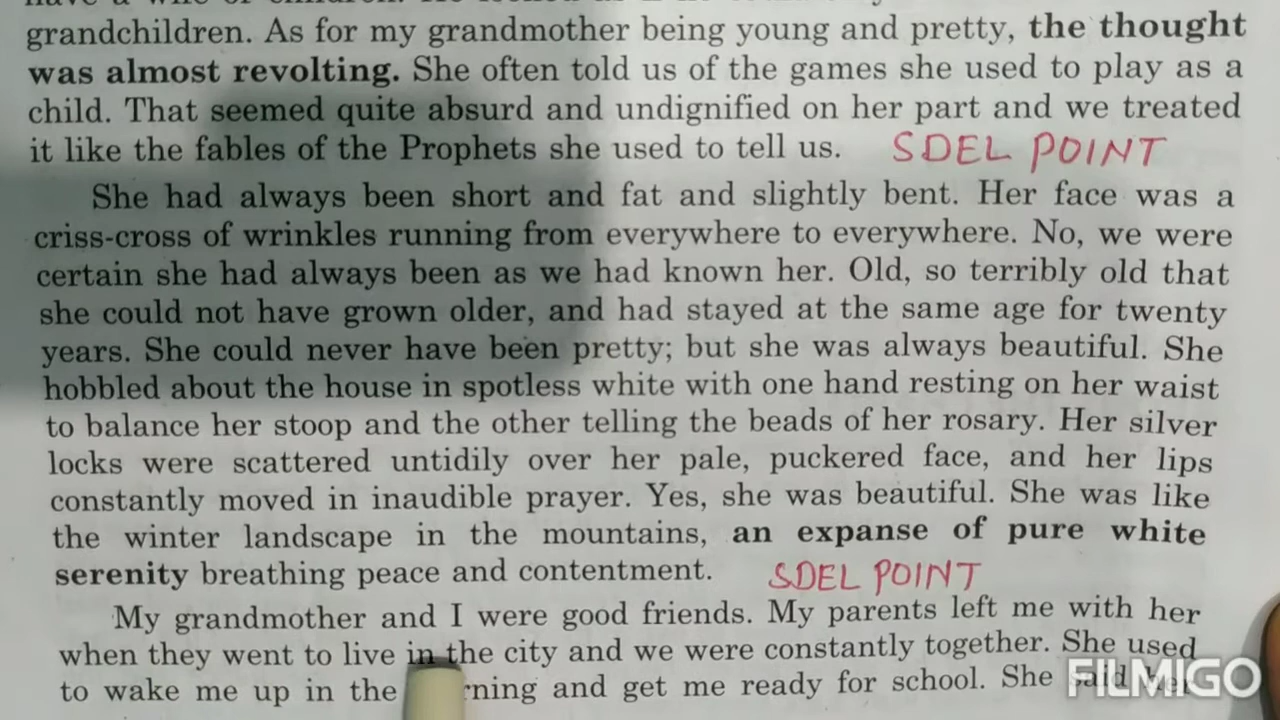 grandchildren. As for my grandmother being young and pretty, the thought
was almost revolting. She often told us of the games she used to play as a
child. That seemed quite absurd and undignified on her part and we treated
it like the fables of the Prophets she used to tell us. SDEL POINT
She had always been short and fat and slightly bent. Her face was a
criss-cross of wrinkles running from everywhere to everywhere. No, we were
certain she had always been as we had known her. Old, so terribly old that
she could not have grown older, and had stayed at the same age for twenty
years. She could never have been pretty; but she was always beautiful. She
hobbled about the house in spotless white with one hand resting on her waist
to balance her stoop and the other telling the beads of her rosary. Her silver
locks were scattered untidily over her pale, puckered face, and her lips
constantly moved in inaudible prayer. Yes, she was beautiful. She was like
the winter landscape in the mountains, an expanse of pure white
serenity breathing peace and contentment. SDEL POINT
My grandmother and I were good friends. My parents left me with her
when they went to live in the city and we were constantly together. She used
to wake me up in the rning and get me ready for school. She said her
FILMIGO